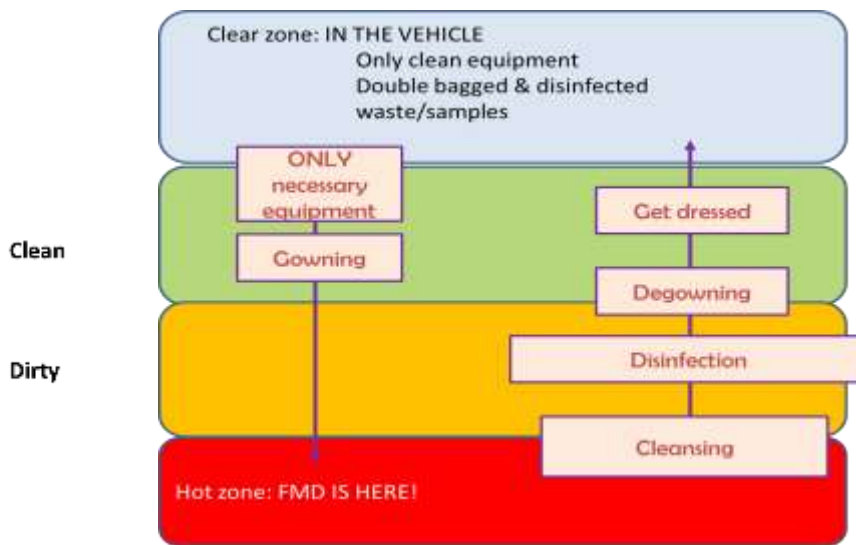 Clear zone: IN THE VEHICLE
Only clean equipment
Double bagged & disinfected
waste/samples
ONLY
necessary
equipment
Get dressed
Clean
Gowning
Degowning
Dirty
Disinfection
Cleansing
Hot zone: FMD IS HERE!